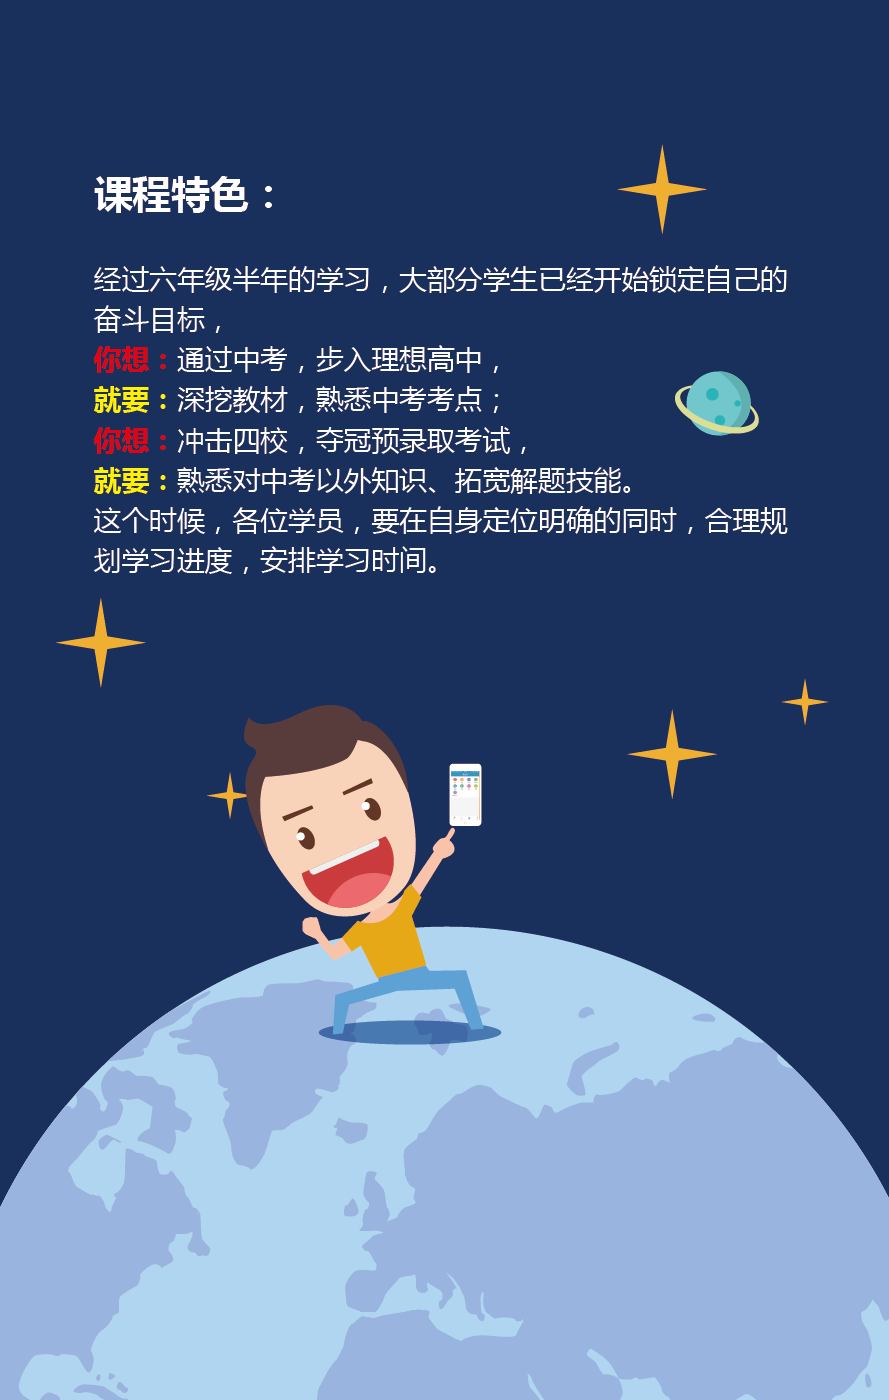 课程特色：
经过六年级半年的学习，大部分学生已经开始锁定自己的
奋斗目标，
你想：通过中考，步入理想高中，
就要：深挖教材，熟悉中考考点；
你想：冲击四校，夺冠预录取考试，
就要：熟悉对中考以外知识、拓宽解题技能。
这个时候，各位学员，要在自身定位明确的同时，合理规
划学习进度，安排学习时间。